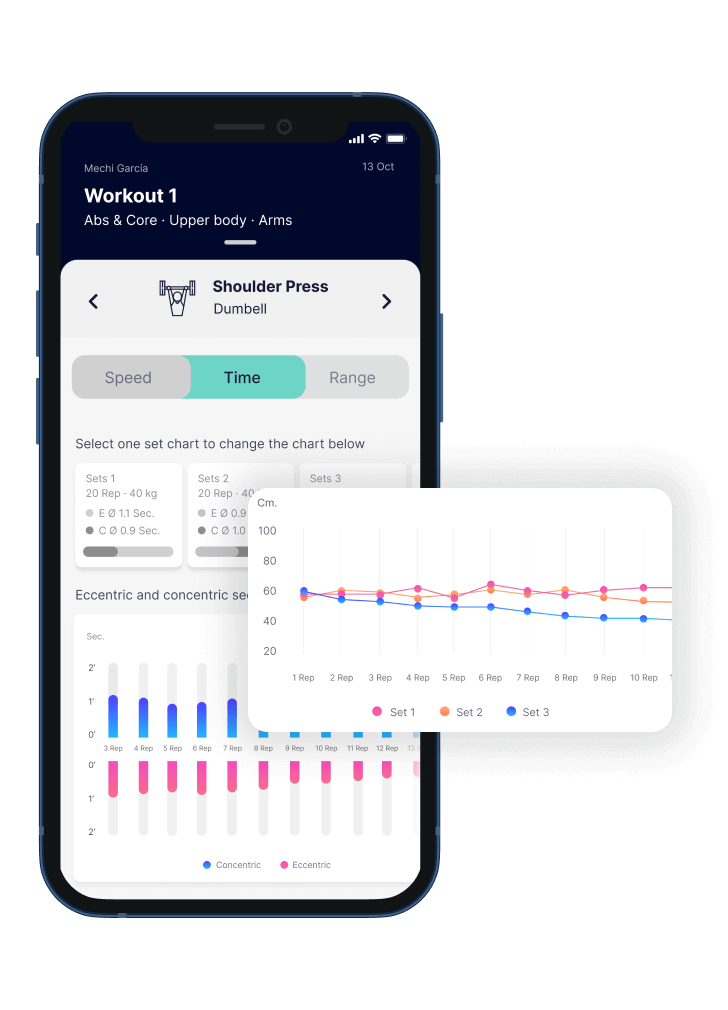 Mechi García
13 Oct
Workout 1
Abs & Core · Upper body · Arms
Shoulder Press
Dumbell
Speed
Time
Range
Select one set chart to change the chart below
Sets 1
20 Rep · 40 kg
E Ø 1.1 Sec.
C Ø 0.9 Sec.
Sets 2
20 Rep · 40
E Ø 0.9
C Ø 1.0
Sets 3
Cm.
100
80
60
40
20
1 Rep 2 Rep 3 Rep 4 Rep 5 Rep 6 Rep 7 Rep 8 Rep 9 Rep 10 Rep
Set 1 Set 2 Set 3
Eccentric and concentric
Sec.
2'
1'
0'
3 Rep 4 Rep 5 Rep 6 Rep 7 Rep 8 Rep 9 Rep 10 Rep 11 Rep 12 Rep 13
0'
1'
2'
Concentric Eccentric